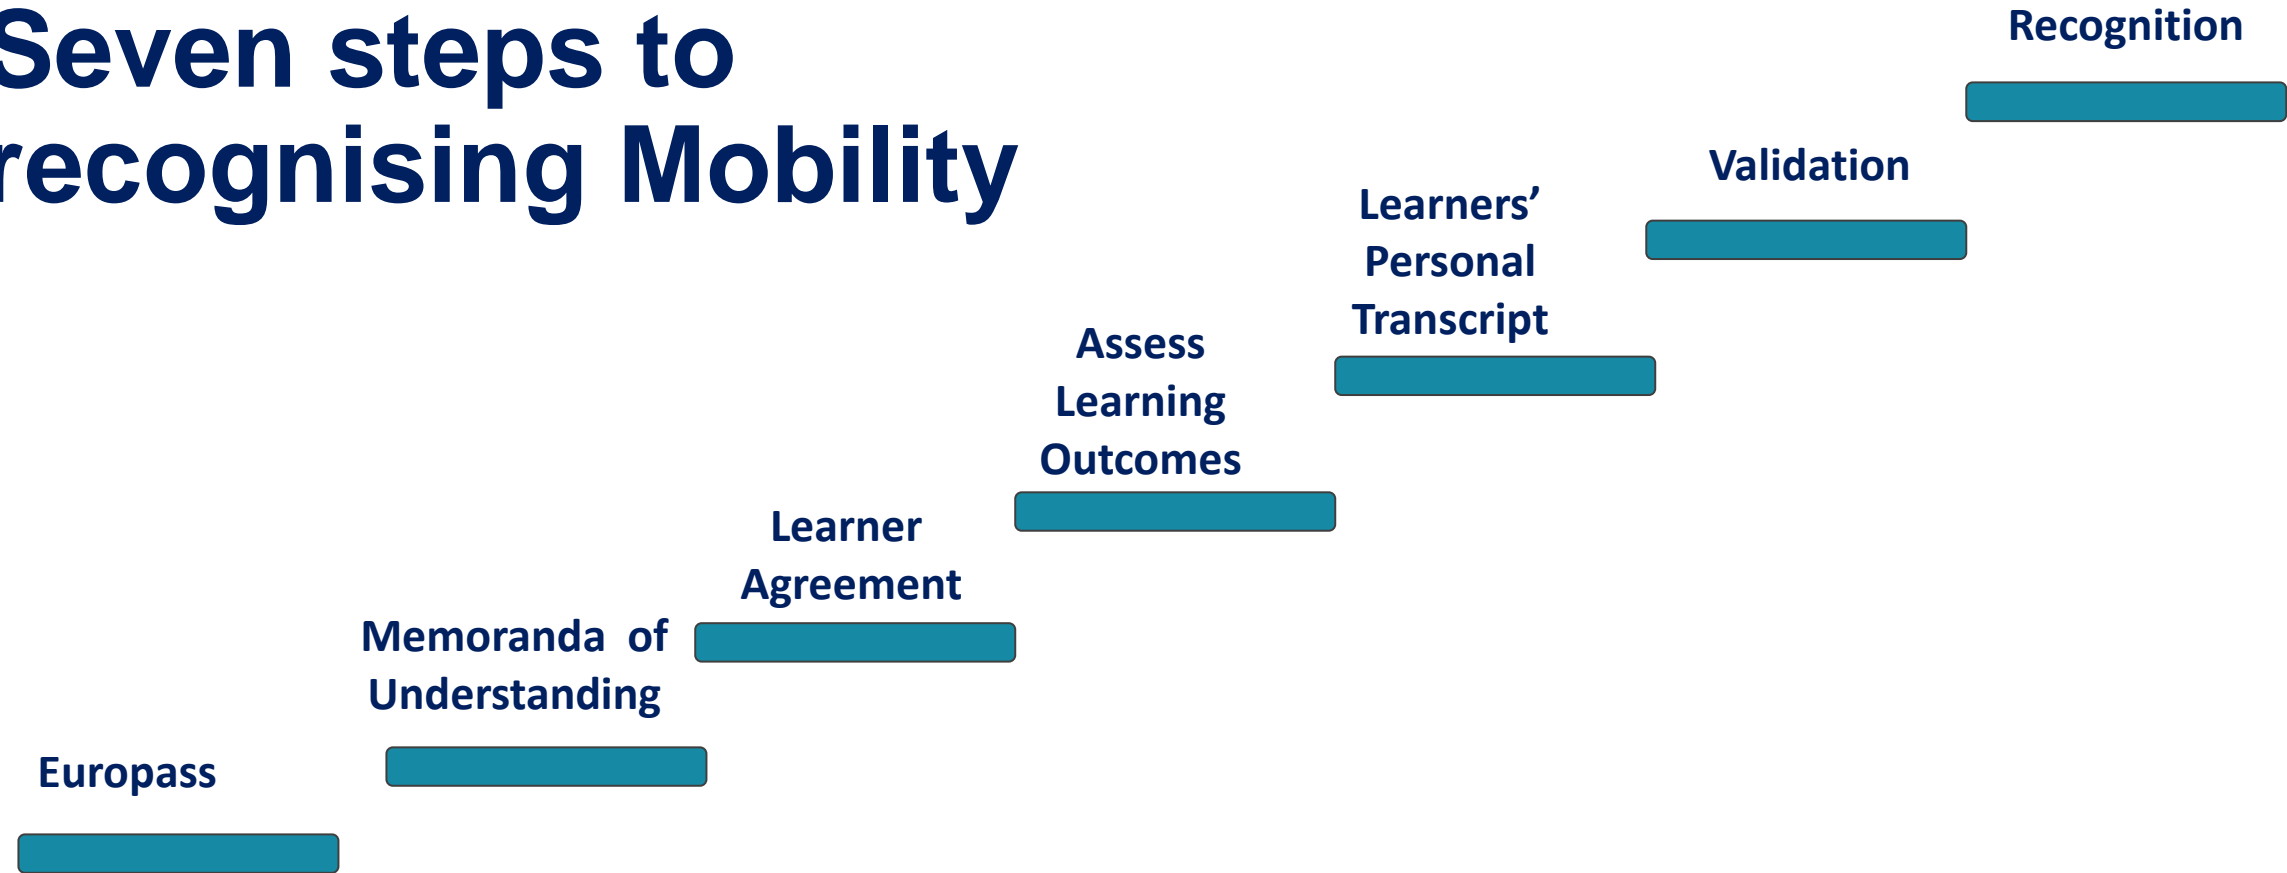 Seven steps to
recognising Mobility
Recognition
Validation
Learners’
Personal
Transcript
Assess
Learning
Outcomes
Learner
Agreement
Memoranda of
Understanding
Europass